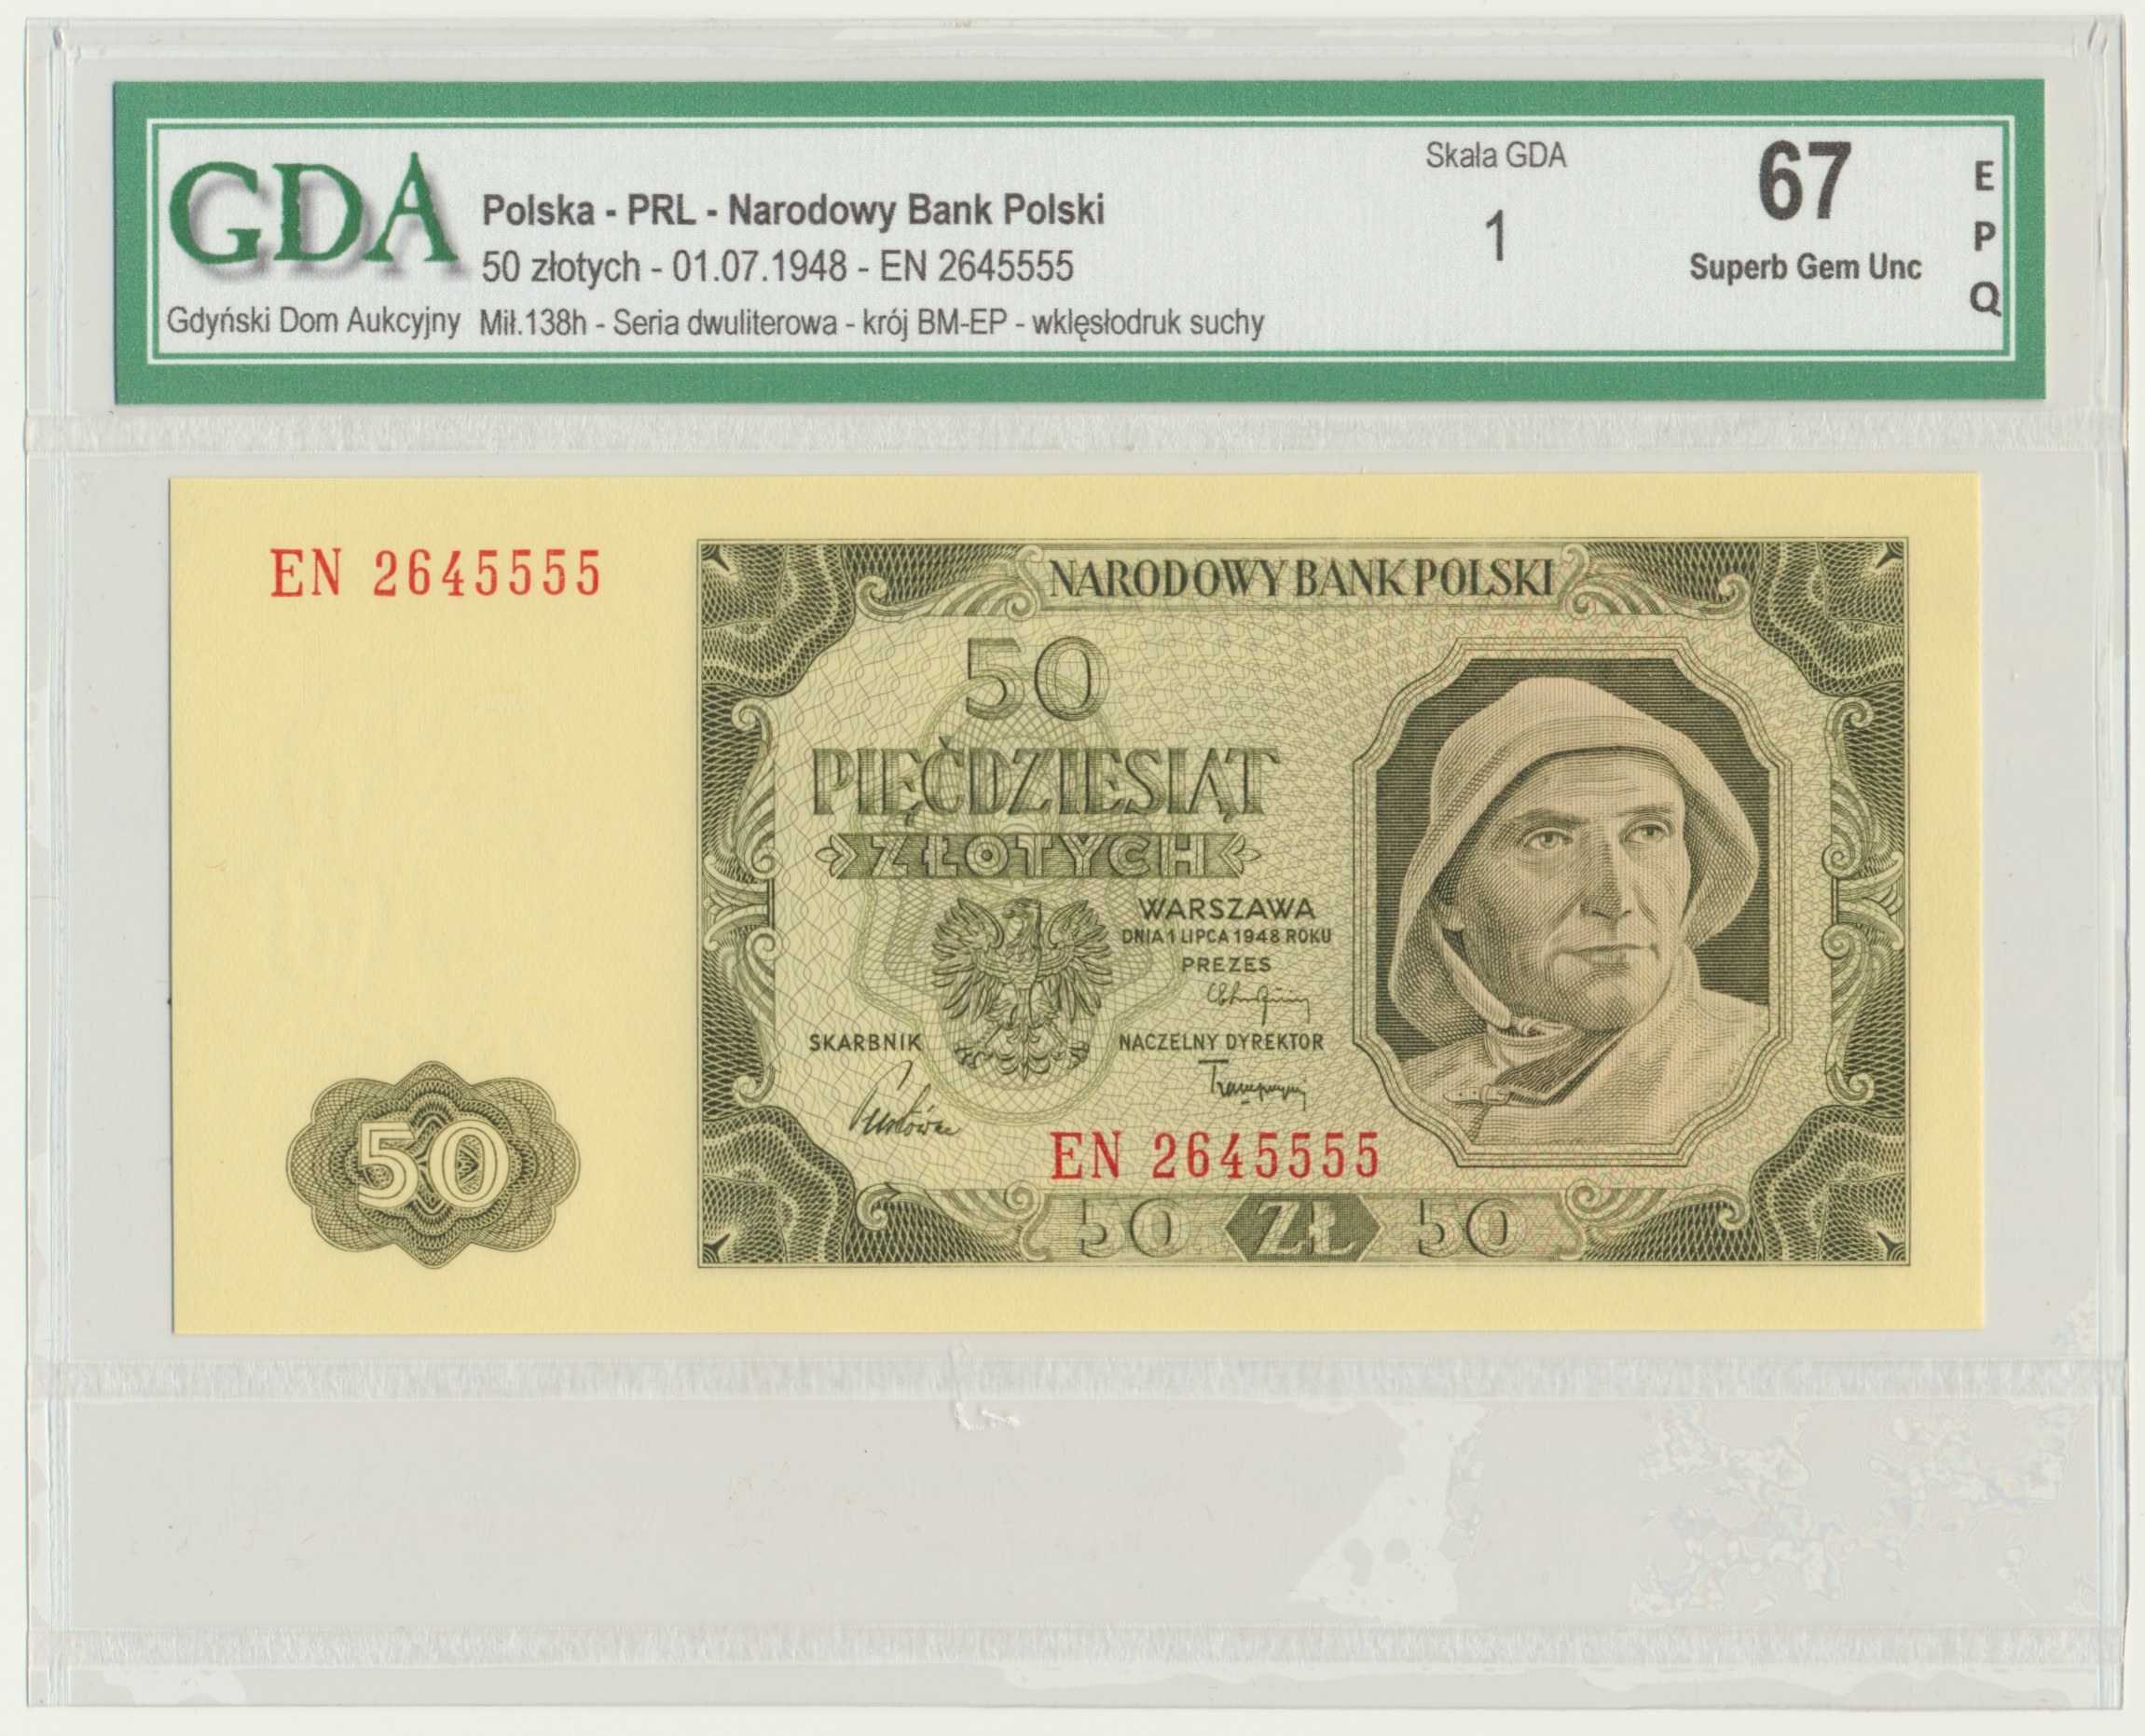 GDA
Gdyński Dom Aukcyjny
Polska - PRL - Narodowy Bank Polski
50 złotych - 01.07.1948 - EN 2645555
Mił.138h - Seria dwuliterowa - krój BM-EP - wklęsłodruk suchy
Skala GDA
1
67
Superb Gem Unc
E
P
Q
EN 2645555
NARODOWY BANK POLSKI
50
PIĘĆDZIESIĄT
ZŁOTYCH
WARSZAWA
DNIA 1 LIPCA 1948 ROKU
PREZES
SKARBNIK
NACZELNY DYREKTOR
EN 2645555
50
50 ZŁ 50